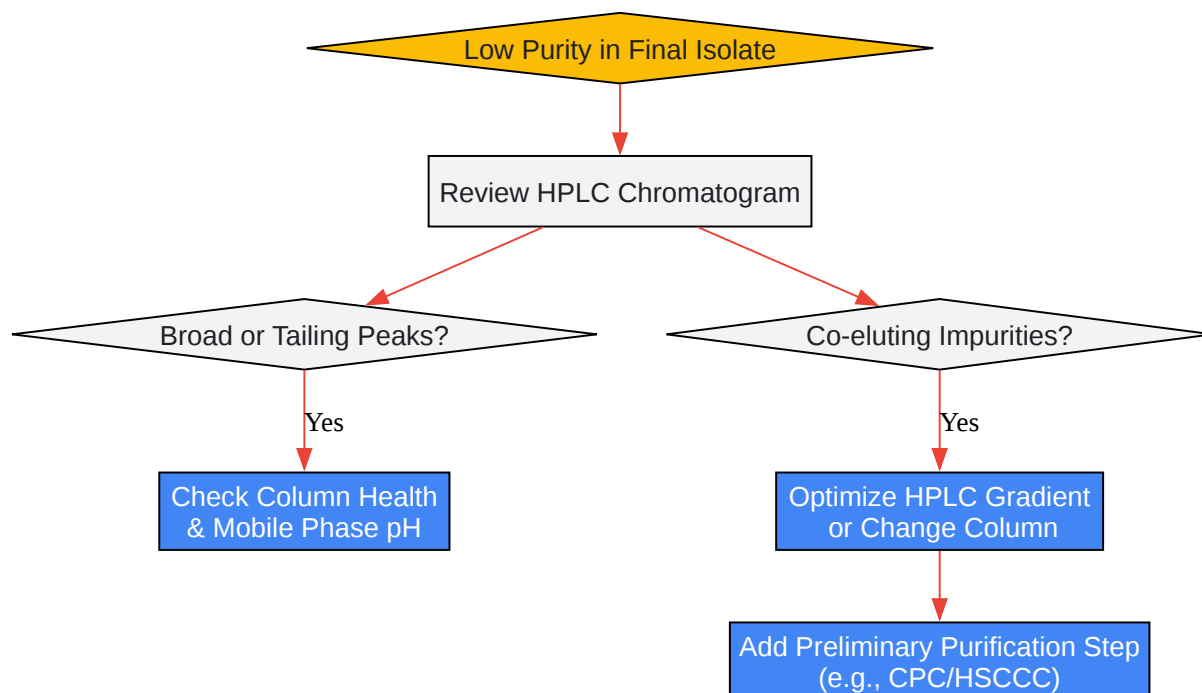 Low Purity in Final Isolate
Review HPLC Chromatogram
Broad or Tailing Peaks?
Co-eluting Impurities?
Yes
Yes
Check Column Health
& Mobile Phase pH
Optimize HPLC Gradient
or Change Column
Add Preliminary Purification Step
(e.g., CPC/HSCCC)